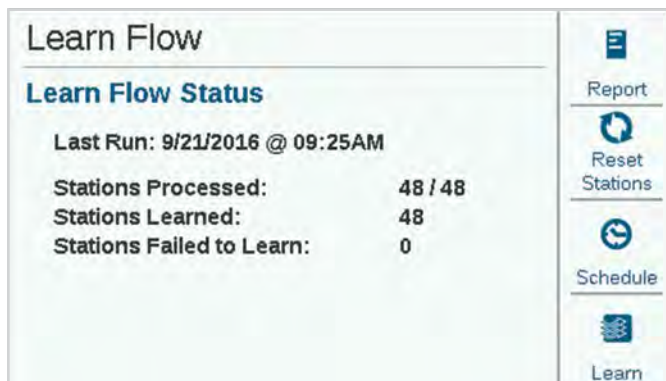 Learn Flow
Learn Flow Status
Last Run: 9/21/2016 @ 09:25AM
Stations Processed: 48 / 48
Stations Learned: 48
Stations Failed to Learn: 0
Report
Reset
Stations
Schedule
Learn